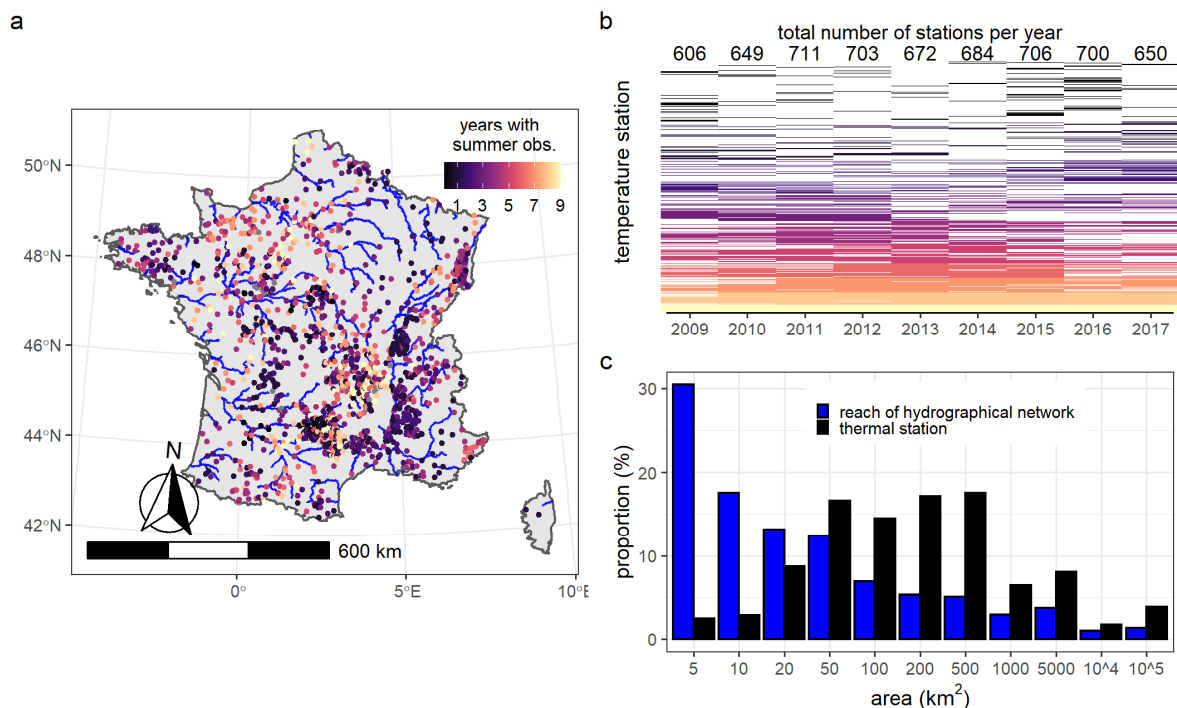 a
years with
summer obs.
1 3 5 7 9
50°N
48°N
46°N
44°N
42°N
N
600 km
0° 5°E 10°E
b
total number of stations per year
606 649 711 703 672 684 706 700 650
temperature station
2009 2010 2011 2012 2013 2014 2015 2016 2017
c
proportion (%)
30
20
10
0
reach of hydrographical network
thermal station
5 10 20 50 100 200 500 1000 5000 10^4 10^5
area (km²)